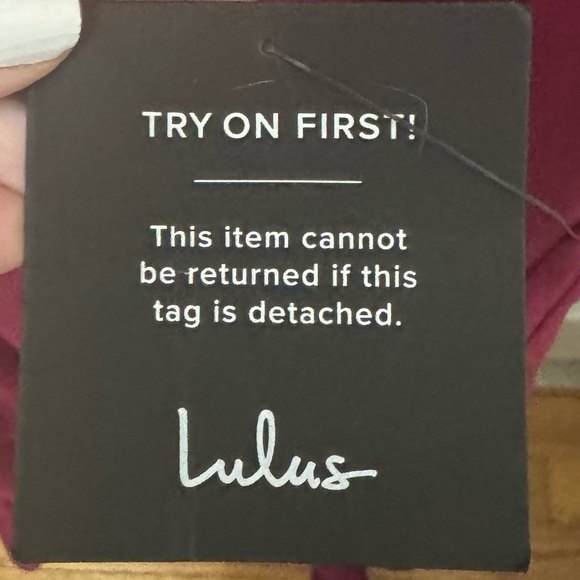 TRY ON FIRST!
This item cannot
be returned if this
tag is detached.
Lulus